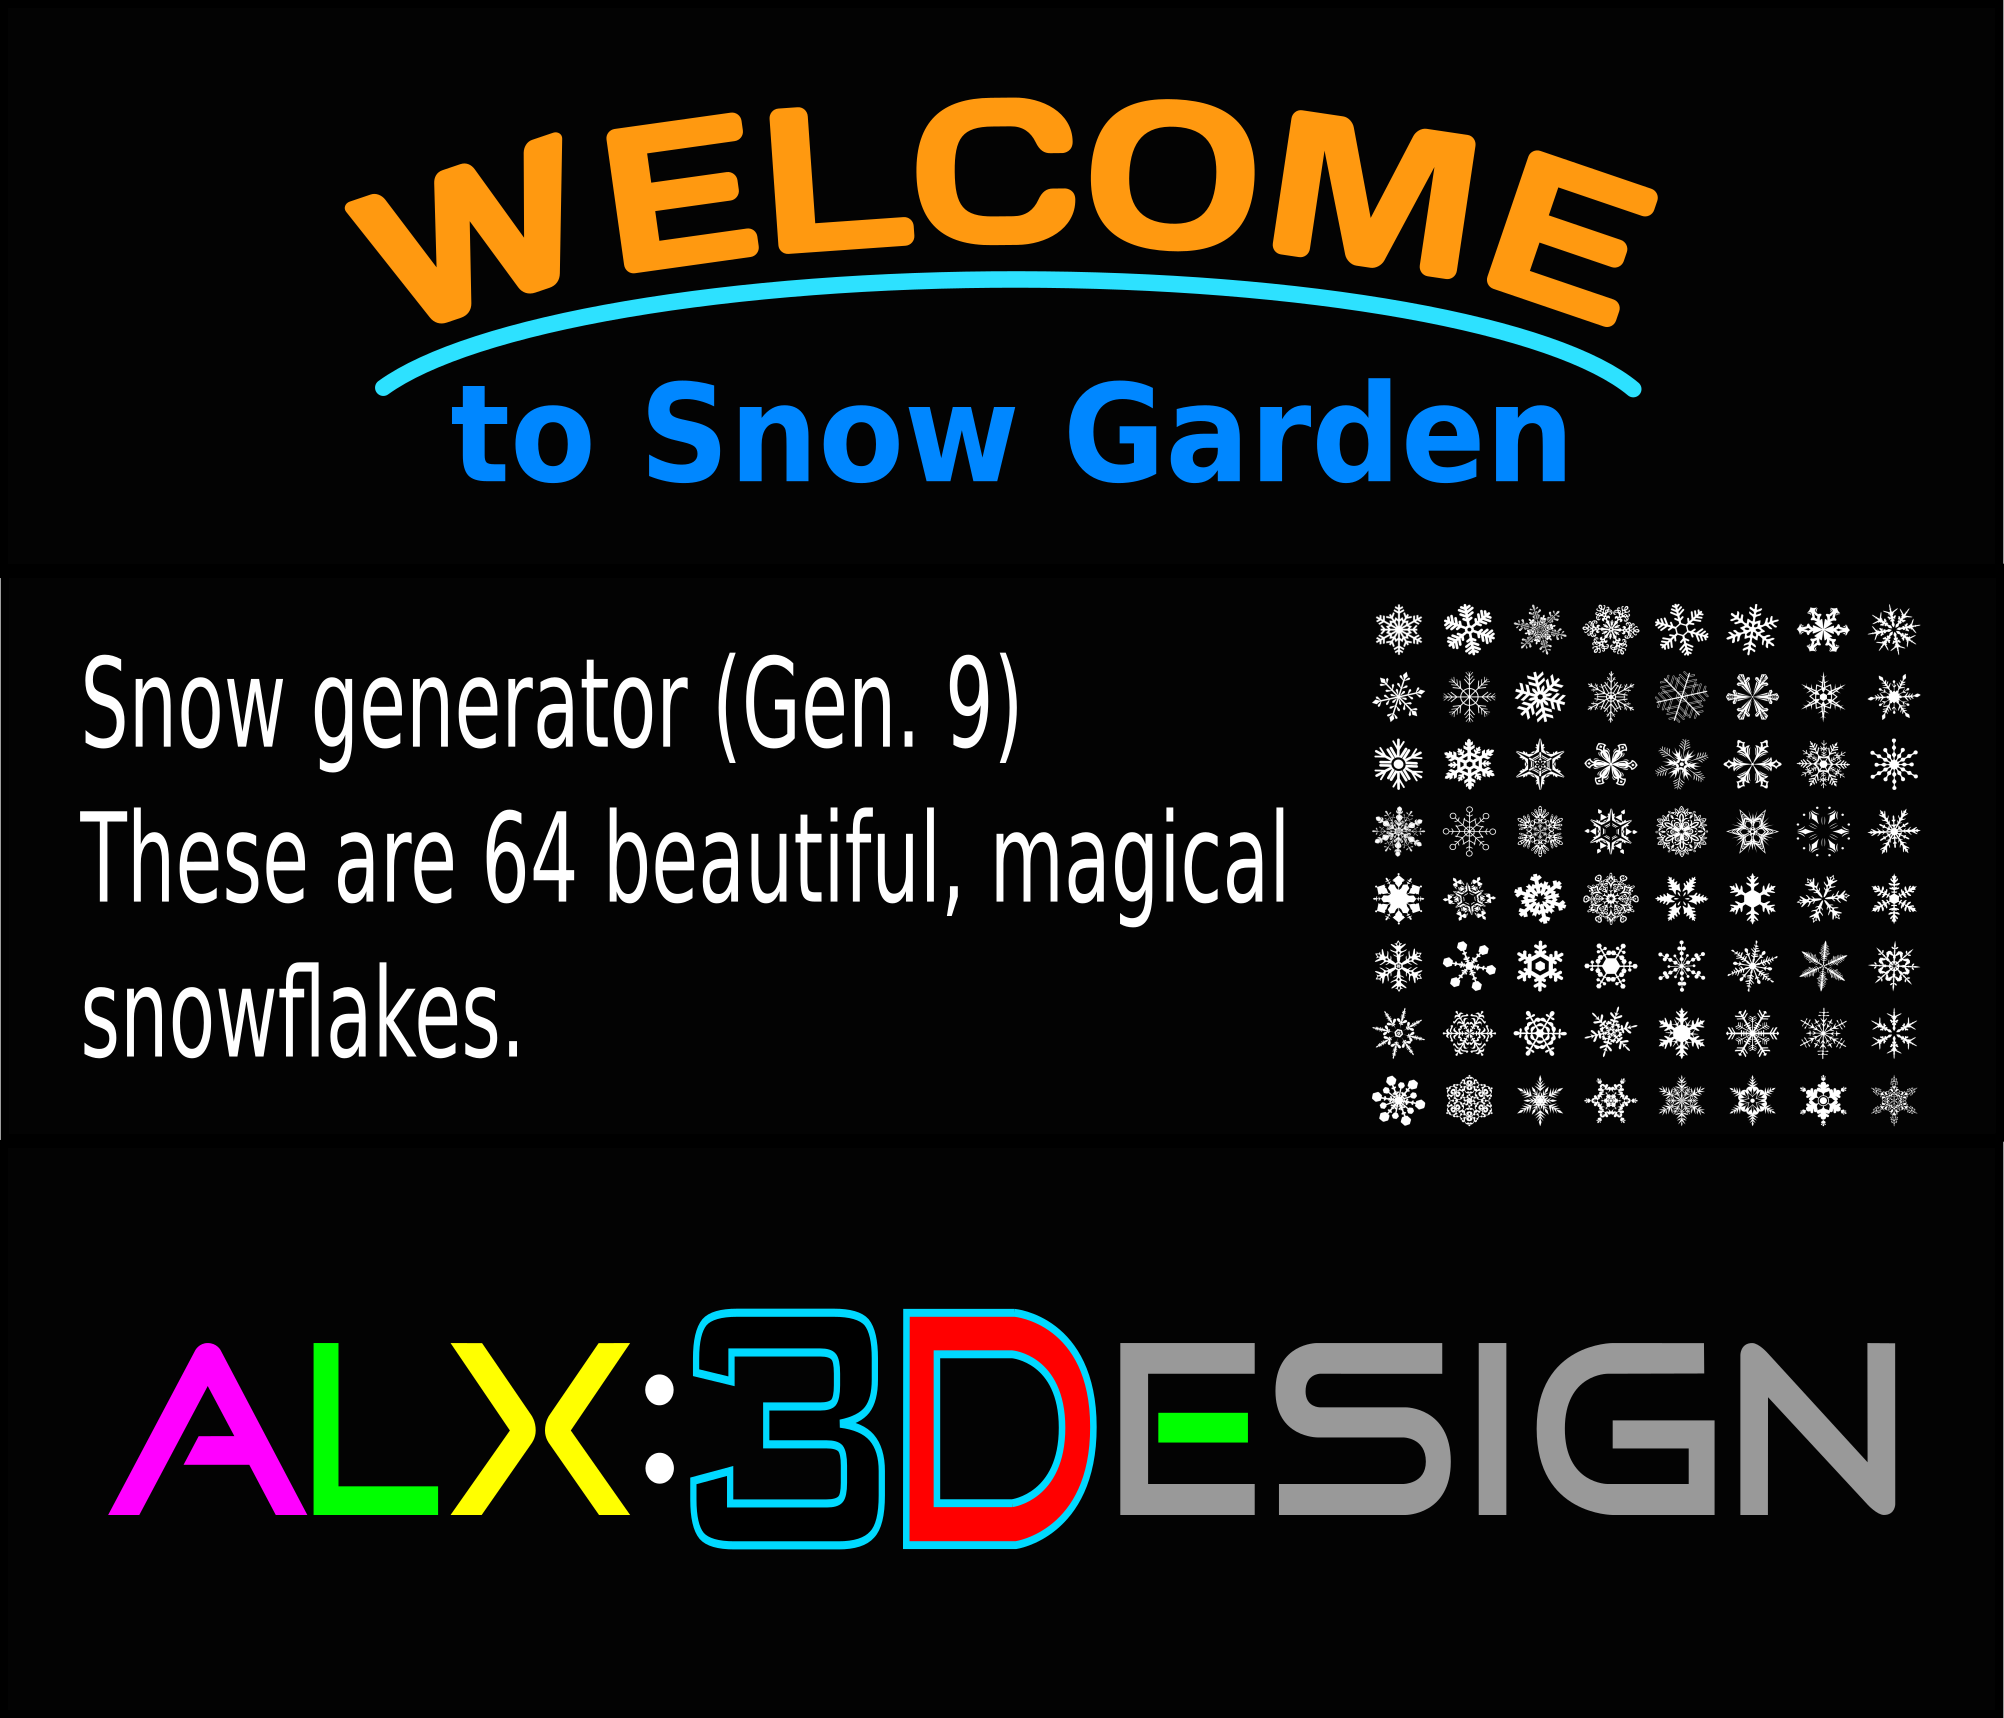 WELCOME
to Snow Garden
Snow generator (Gen. 9)
These are 64 beautiful, magical
snowflakes.
ALX:3DESIGN